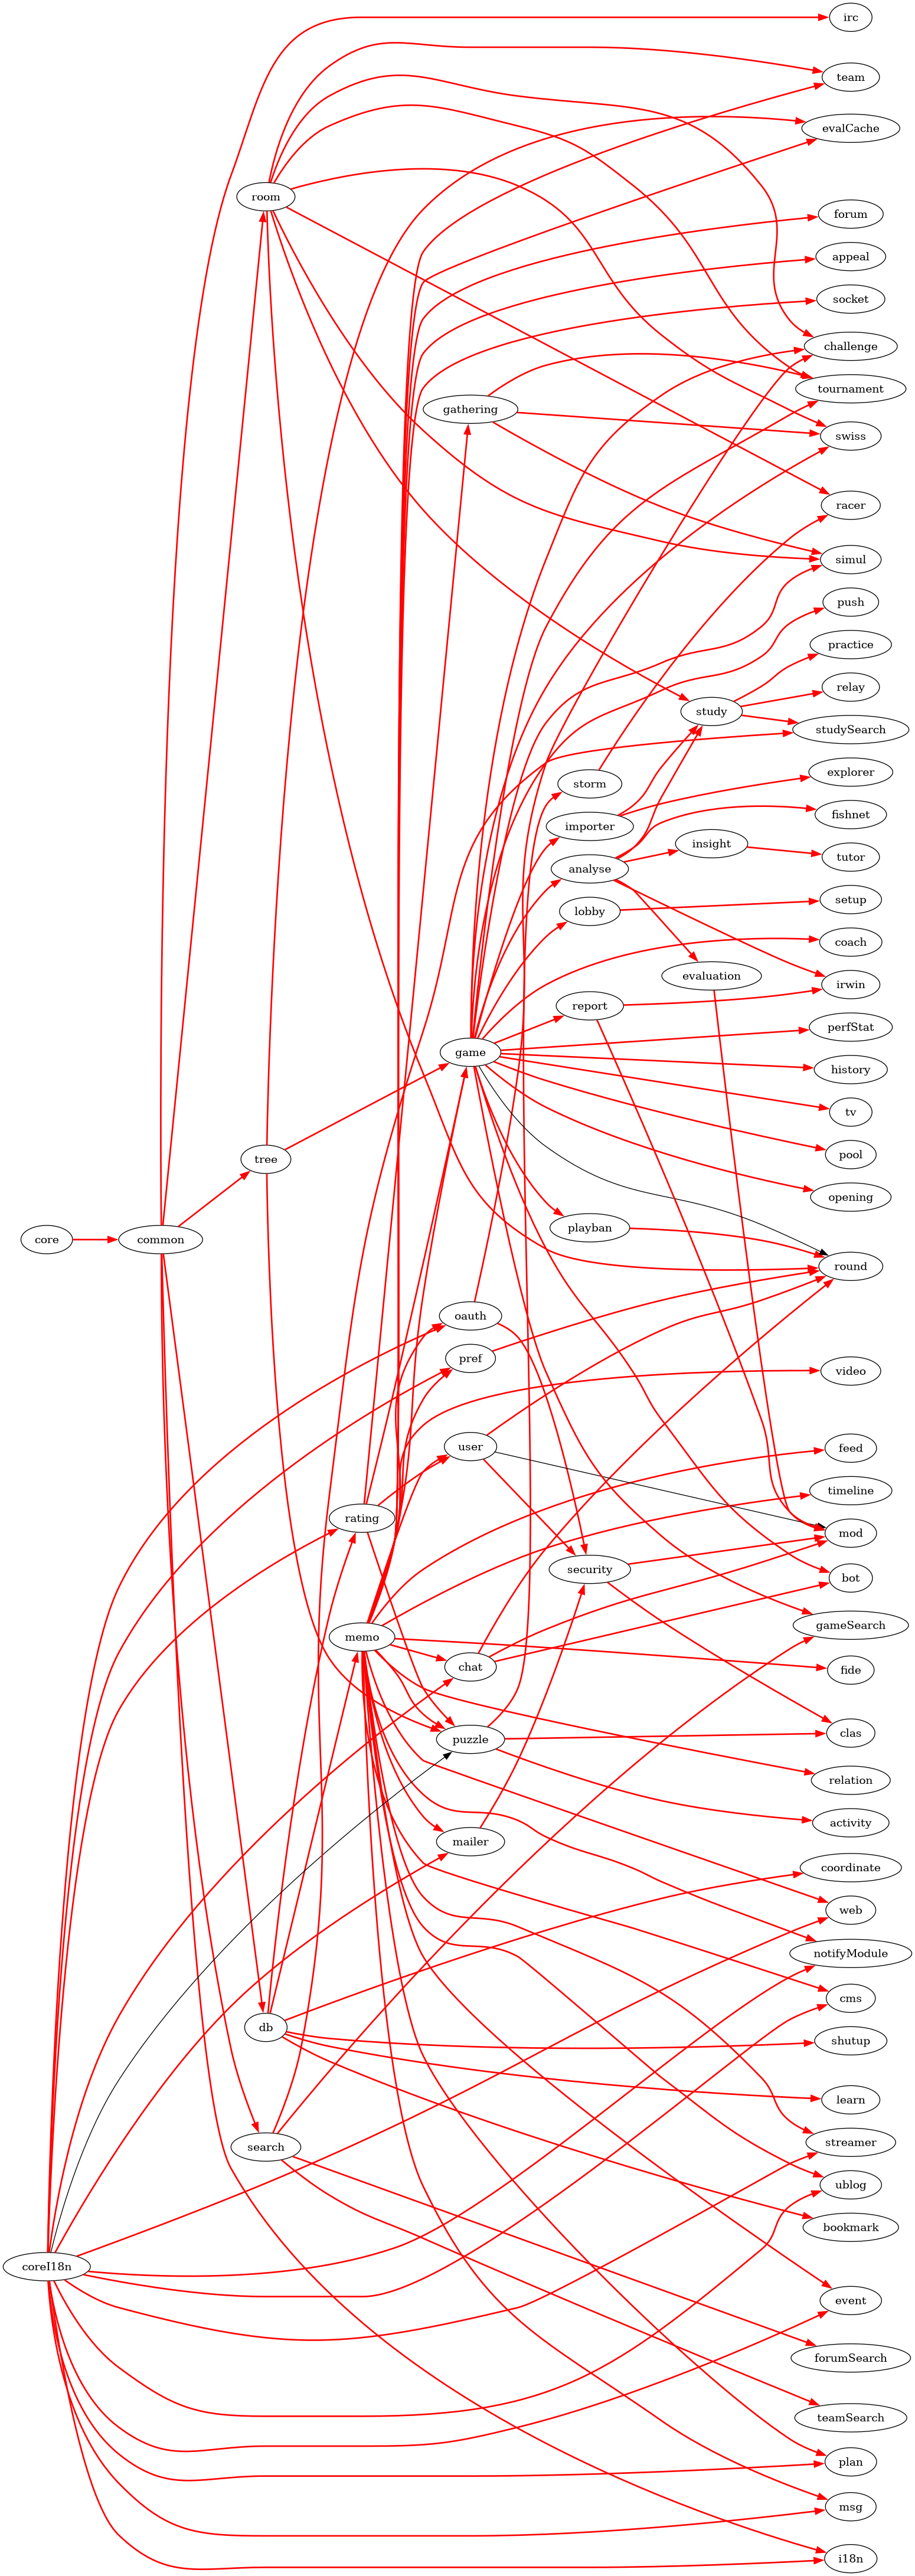 irc
team
evalCache
room
forum
appeal
socket
challenge
tournament
gathering
swiss
racer
simul
push
practice
relay
study
studySearch
explorer
storm
fishnet
importer
insight
tutor
analyse
setup
lobby
coach
evaluation
irwin
report
perfStat
game
history
tv
pool
tree
opening
playban
core
common
round
oauth
pref
video
user
feed
timeline
rating
mod
security
bot
gameSearch
memo
chat
fide
clas
puzzle
relation
activity
mailer
coordinate
web
notifyModule
cms
db
shutup
learn
streamer
search
ublog
bookmark
coreI18n
event
forumSearch
teamSearch
plan
msg
i18n